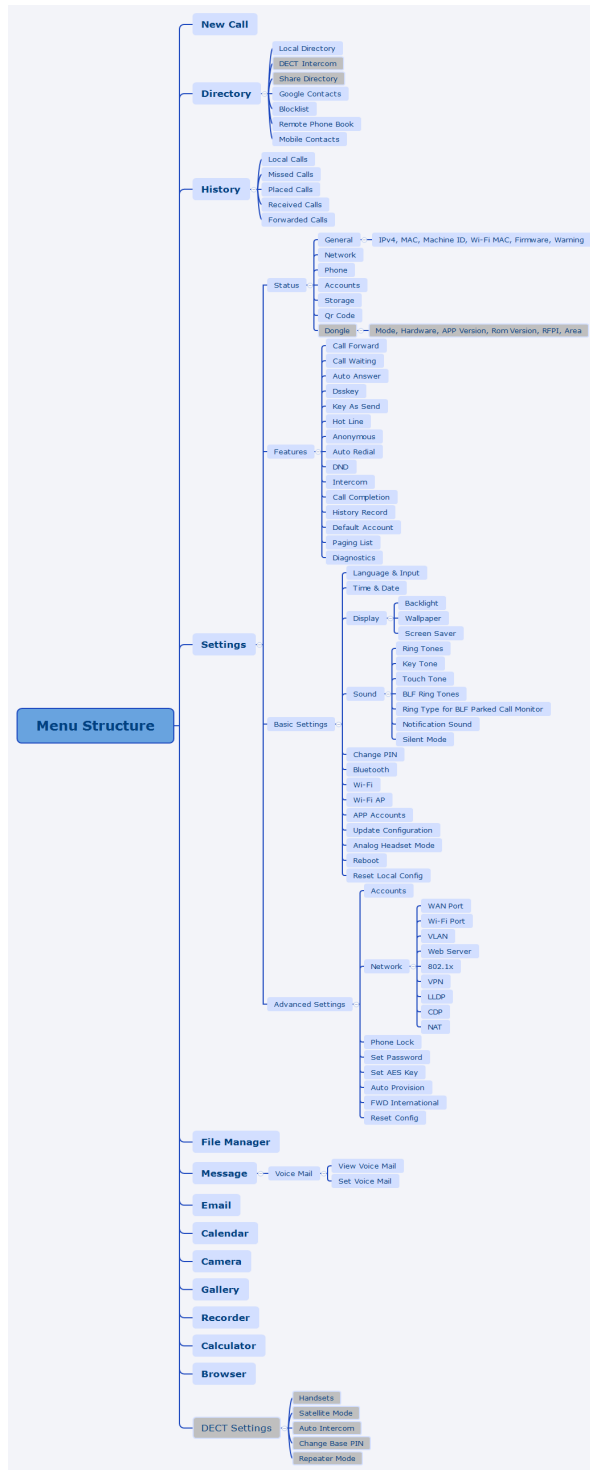 Menu Structure
New Call
Directory
Local Directory
DECT Intercom
Share Directory
Google Contacts
Blocklist
Remote Phone Book
Mobile Contacts
History
Local Calls
Missed Calls
Placed Calls
Received Calls
Forwarded Calls
Settings
Status
General
IPv4, MAC, Machine ID, Wi-Fi MAC, Firmware, Warning
Network
Phone
Accounts
Storage
Qr Code
Dongle
Mode, Hardware, APP Version, Rom Version, RFPI, Area
Features
Call Forward
Call Waiting
Auto Answer
Dsskey
Key As Send
Hot Line
Anonymous
Auto Redial
DND
Intercom
Call Completion
History Record
Default Account
Paging List
Diagnostics
Basic Settings
Language & Input
Time & Date
Display
Backlight
Wallpaper
Screen Saver
Sound
Ring Tones
Key Tone
Touch Tone
BLF Ring Tones
Ring Type for BLF Parked Call Monitor
Notification Sound
Silent Mode
Change PIN
Bluetooth
Wi-Fi
Wi-Fi AP
APP Accounts
Update Configuration
Analog Headset Mode
Reboot
Reset Local Config
Advanced Settings
Accounts
Network
WAN Port
Wi-Fi Port
VLAN
Web Server
802.1x
VPN
LLDP
CDP
NAT
Phone Lock
Set Password
Set AES Key
Auto Provision
FWD International
Reset Config
File Manager
Message
Voice Mail
View Voice Mail
Set Voice Mail
Email
Calendar
Camera
Gallery
Recorder
Calculator
Browser
DECT Settings
Handsets
Satellite Mode
Auto Intercom
Change Base PIN
Repeater Mode